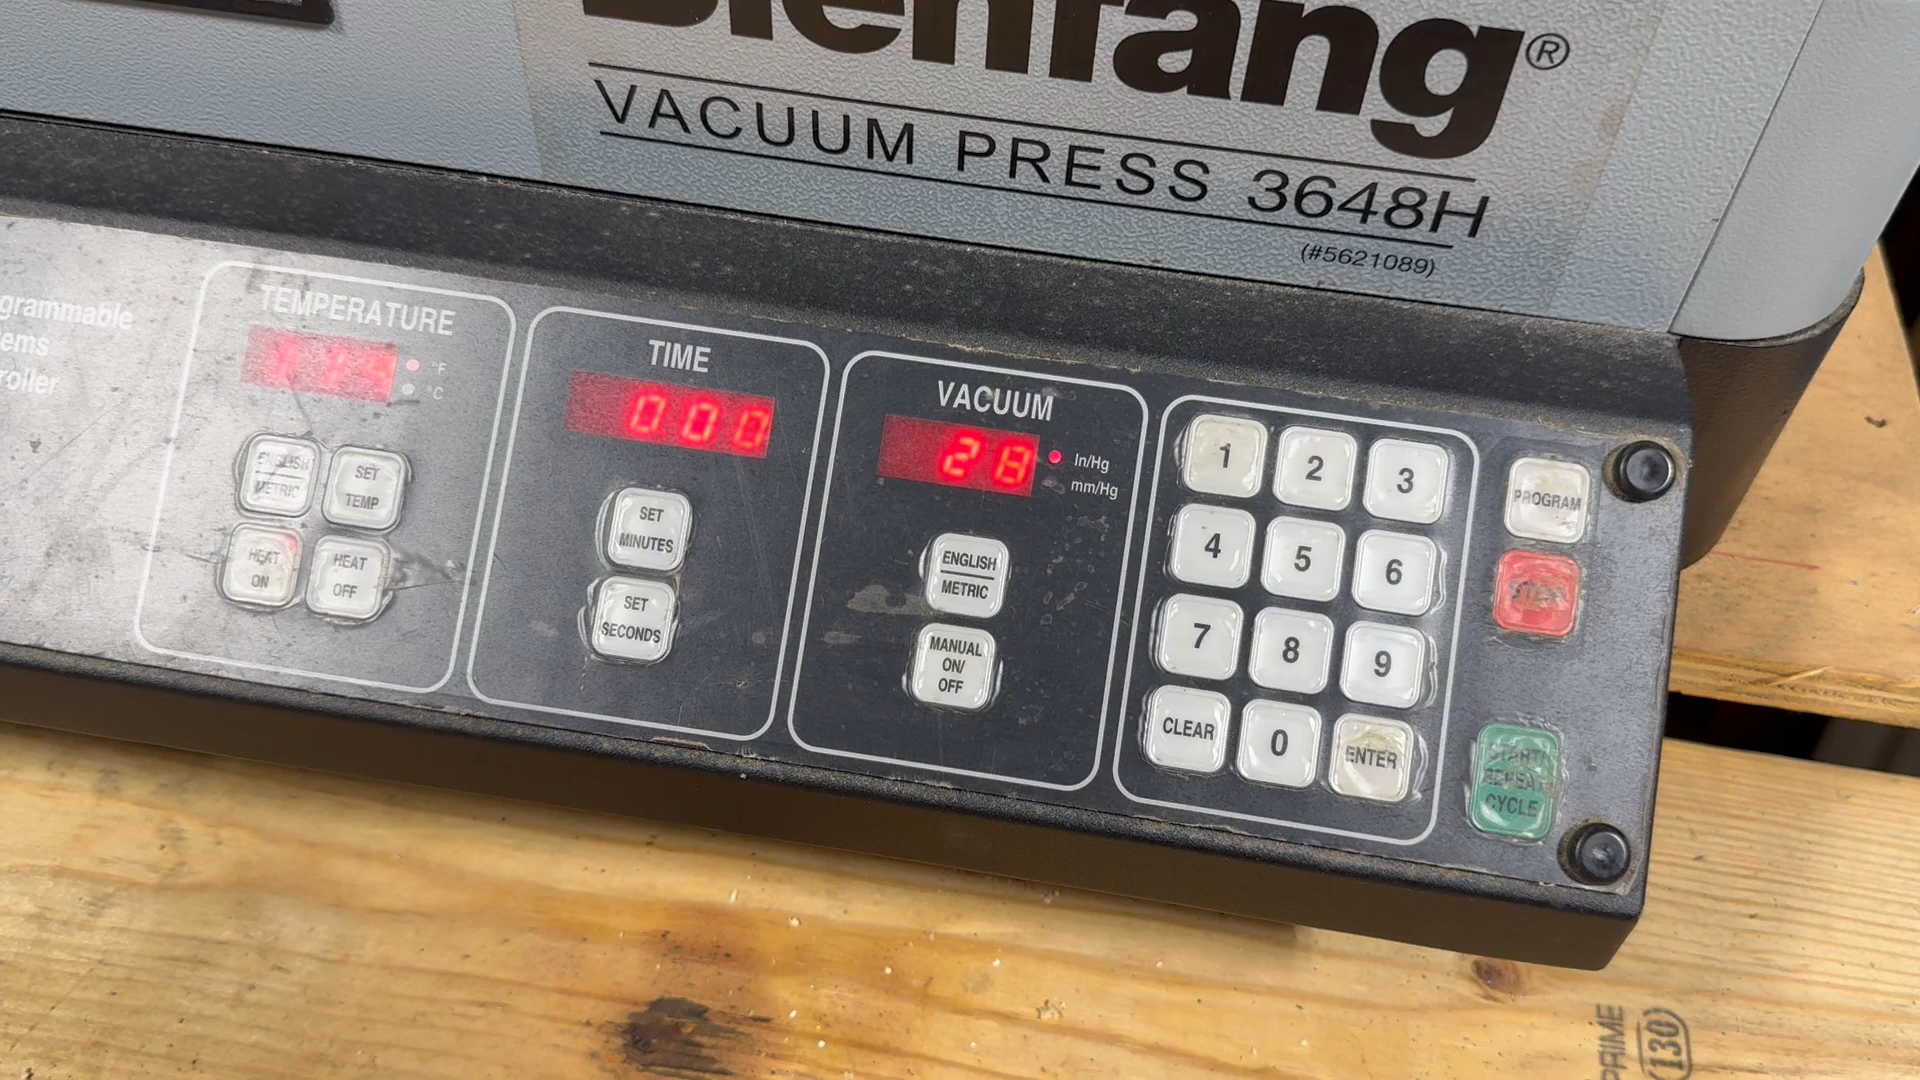 Bienfang®
VACUUM PRESS 3648H
(#5621089)
grammable
ems
roller
TEMPERATURE
°F
°C
ENGLISH
METRIC
SET
TEMP
HEAT
ON
HEAT
OFF
TIME
000
SET
MINUTES
SET
SECONDS
VACUUM
28
In/Hg
mm/Hg
ENGLISH
METRIC
MANUAL
ON/
OFF
1 2 3
4 5 6
7 8 9
CLEAR 0 ENTER
PROGRAM
STOP
START/
REPEAT
CYCLE
PRIME
(130)